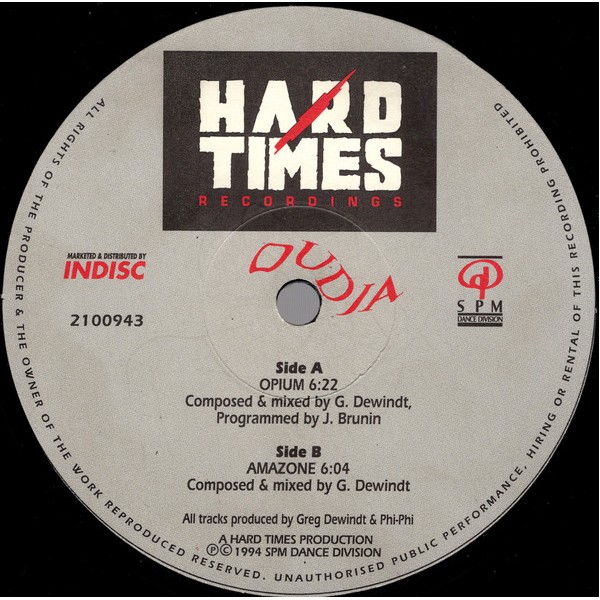 HARD
TIMES
RECORDINGS
OUDJA
MARKETED & DISTRIBUTED BY
INDISC
2100943
SPM
DANCE DIVISION
Side A
OPIUM 6:22
Composed & mixed by G. Dewindt,
Programmed by J. Brunin
Side B
AMAZONE 6:04
Composed & mixed by G. Dewindt
All tracks produced by Greg Dewindt & Phi-Phi
A HARD TIMES PRODUCTION
Ⓟ©1994 SPM DANCE DIVISION
ALL RIGHTS OF THE PRODUCER & THE OWNER OF THE WORK REPRODUCED RESERVED. UNAUTHORISED PUBLIC PERFORMANCE, HIRING OR RENTAL OF THIS RECORDING PROHIBITED